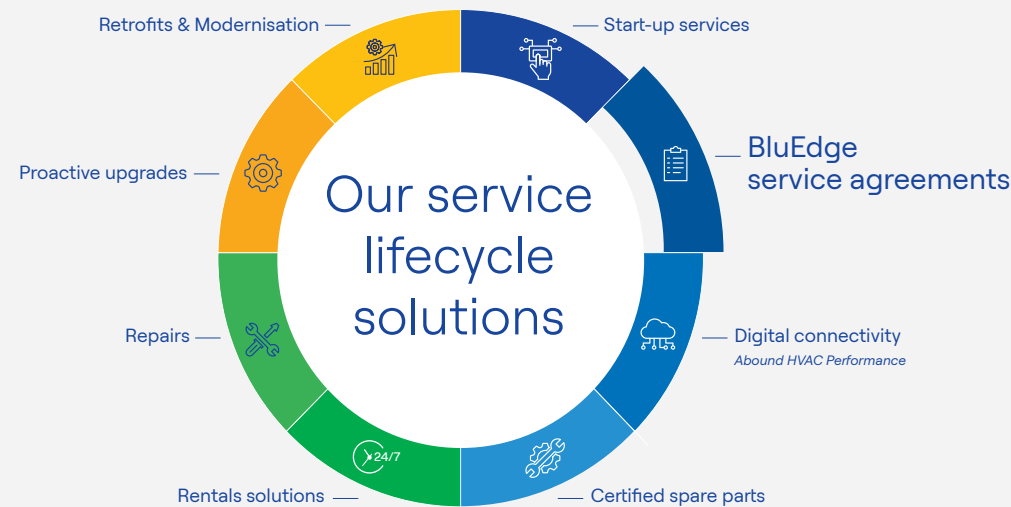 Retrofits & Modernisation
Start-up services
BluEdge
service agreements
Proactive upgrades
Our service
lifecycle
solutions
Repairs
Digital connectivity
Abound HVAC Performance
24/7
Rentals solutions
Certified spare parts